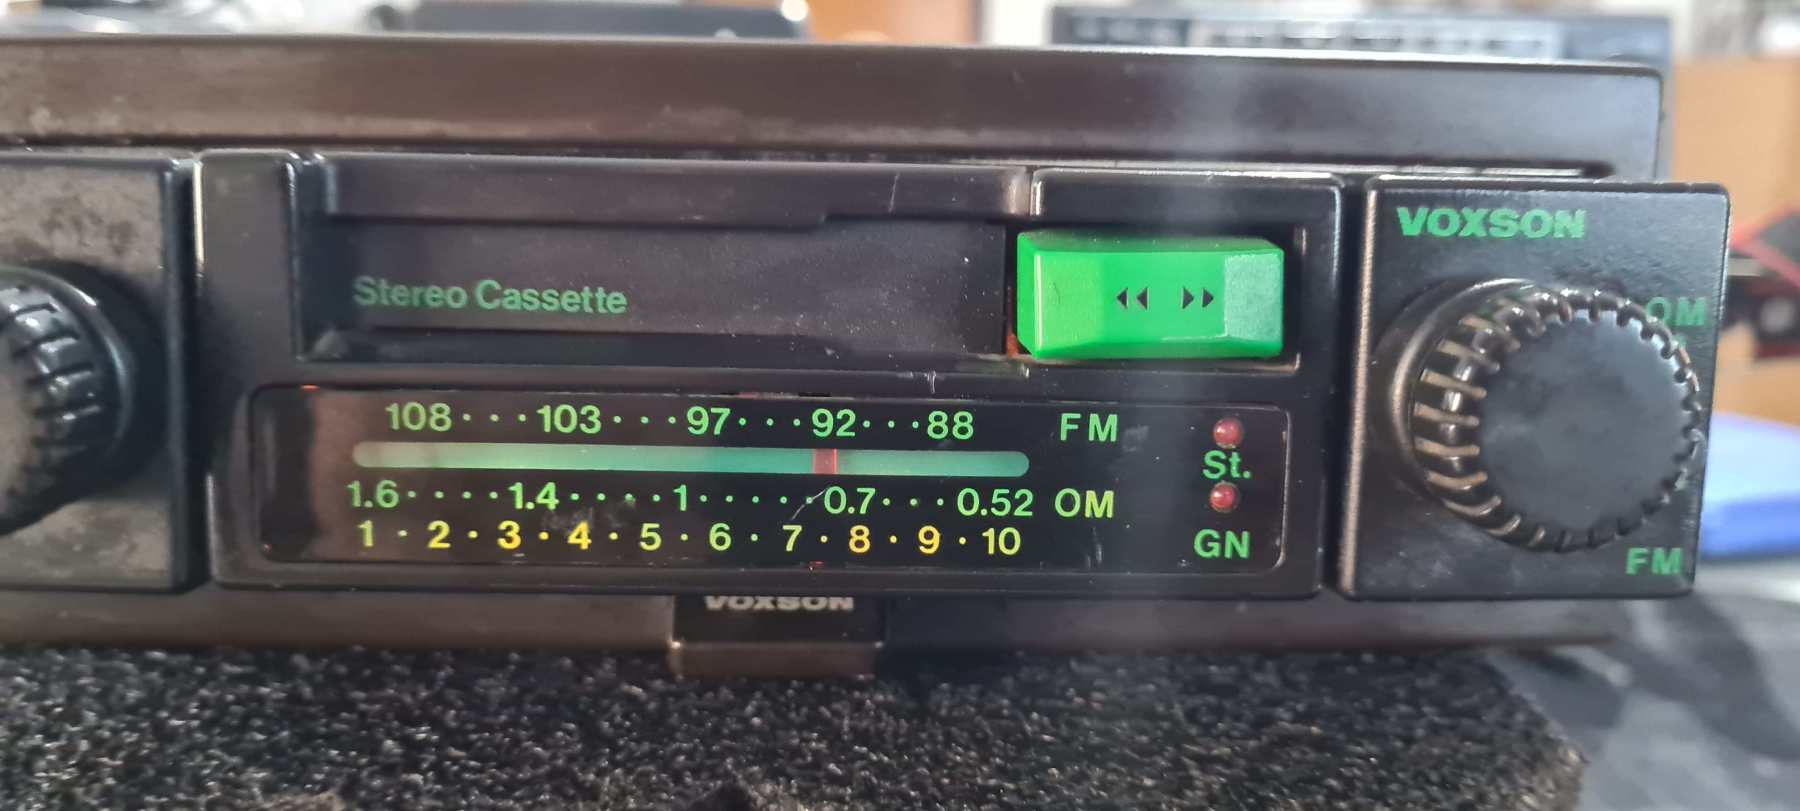 VOXSON
Stereo Cassette
OM
108 · · · 103 · · · 97 · · · 92 · · · 88 FM
St.
1.6 · · · · 1.4 · · · · 1 · · · · · 0.7 · · · 0.52 OM
1 · 2 · 3 · 4 · 5 · 6 · 7 · 8 · 9 · 10 GN
FM
VOXSON